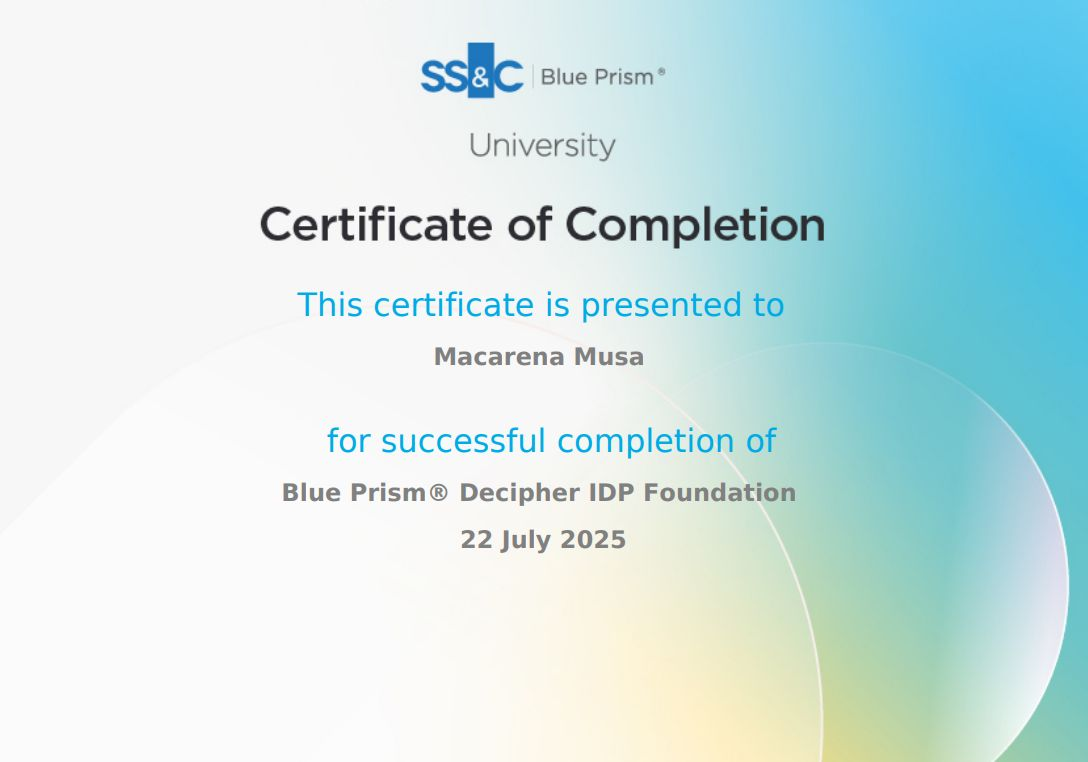 SS&C | Blue Prism®
University
Certificate of Completion
This certificate is presented to
Macarena Musa
for successful completion of
Blue Prism® Decipher IDP Foundation
22 July 2025